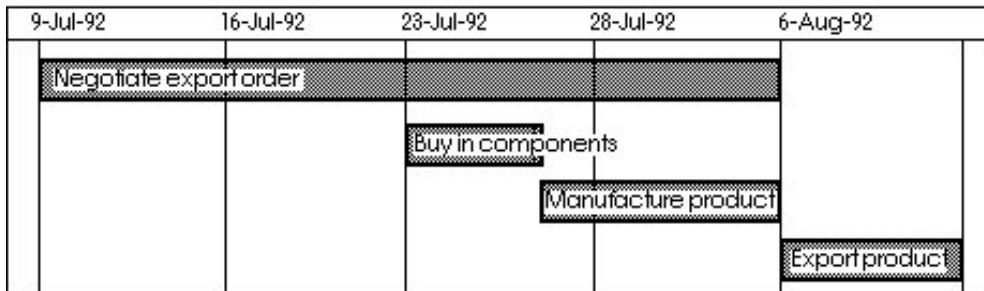 9-Jul-92 16-Jul-92 23-Jul-92 28-Jul-92 6-Aug-92
Negotiate export order
Buy in components
Manufacture product
Export product